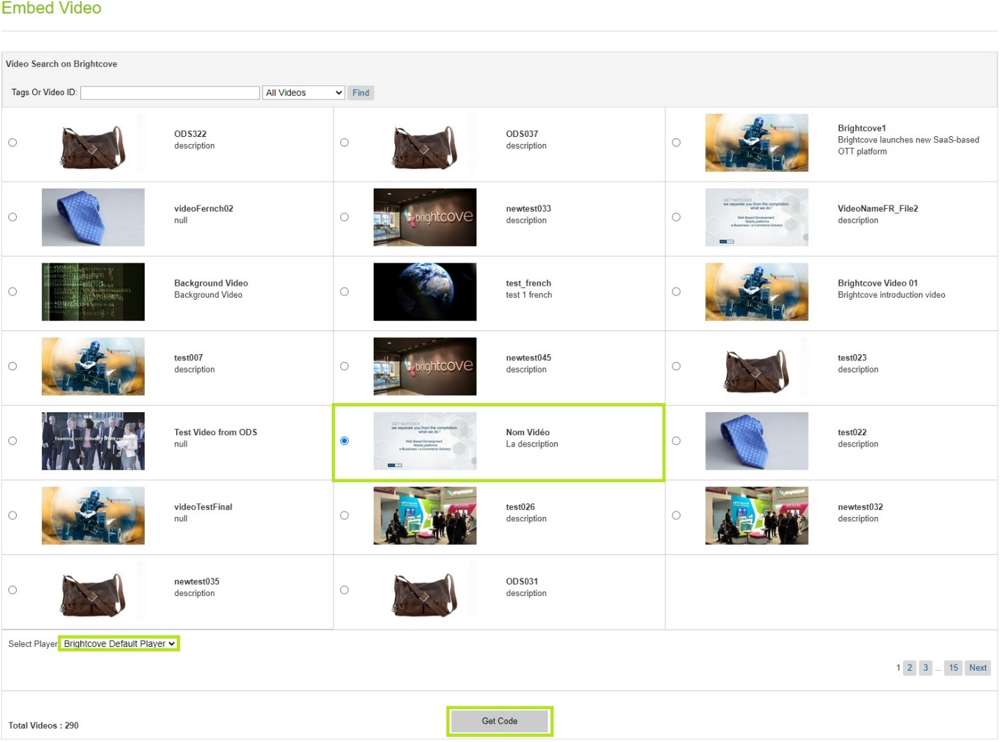 Embed Video
Video Search on Brightcove
Tags Or Video ID: All Videos Find
ODS322
description
ODS037
description
Brightcove1
Brightcove launches new SaaS-based
OTT platform
videoFernch02
null
brightcove
newtest033
description
GET NOTICED!
we separate you from the compitation.
what we do?
Web Based Development
Mobile platforms
e-Bussiness / e-Commerce Solution
VideoNameFR_File2
description
Background Video
Background Video
test_french
test 1 french
Brightcove Video 01
Brightcove introduction video
test007
description
brightcove
newtest045
description
test023
description
Teaming with Industry front-runners
Test Video from ODS
null
GET NOTICED!
we separate you from the compitation.
what we do?
Web Based Development
Mobile platforms
e-Bussiness / e-Commerce Solution
Nom Vidéo
La description
test022
description
videoTestFinal
null
test026
description
newtest032
description
newtest035
description
ODS031
description
Select Player Brightcove Default Player
1 2 3 ... 15 Next
Total Videos : 290
Get Code